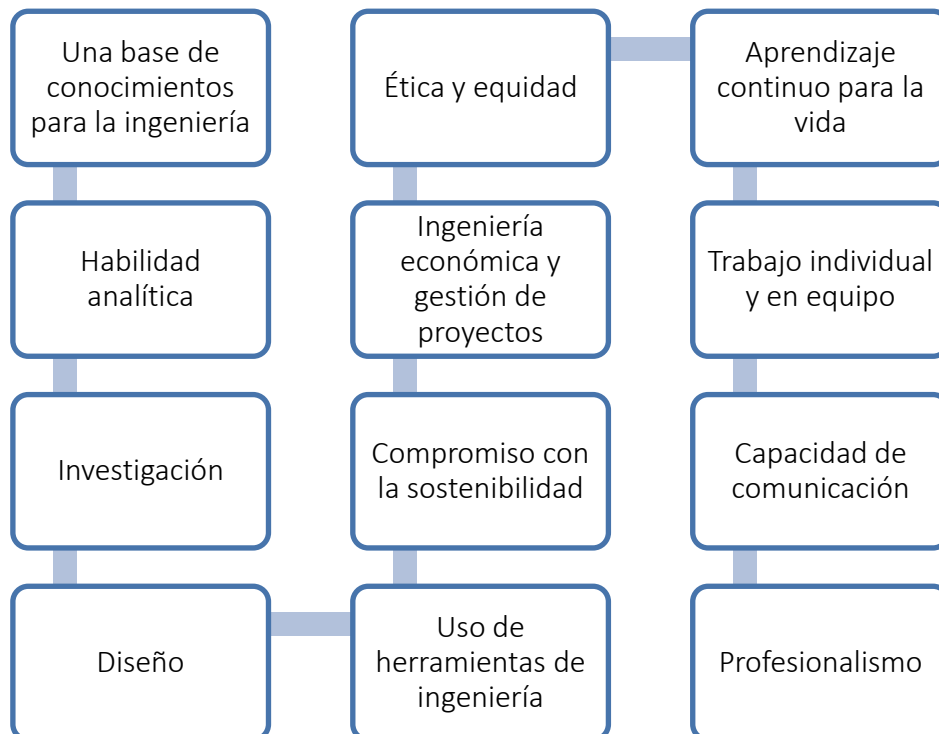 Una base de
conocimientos
para la ingeniería
Habilidad
analítica
Investigación
Diseño
Uso de
herramientas de
ingeniería
Compromiso con
la sostenibilidad
Ingeniería
económica y
gestión de
proyectos
Ética y equidad
Aprendizaje
continuo para la
vida
Trabajo individual
y en equipo
Capacidad de
comunicación
Profesionalismo